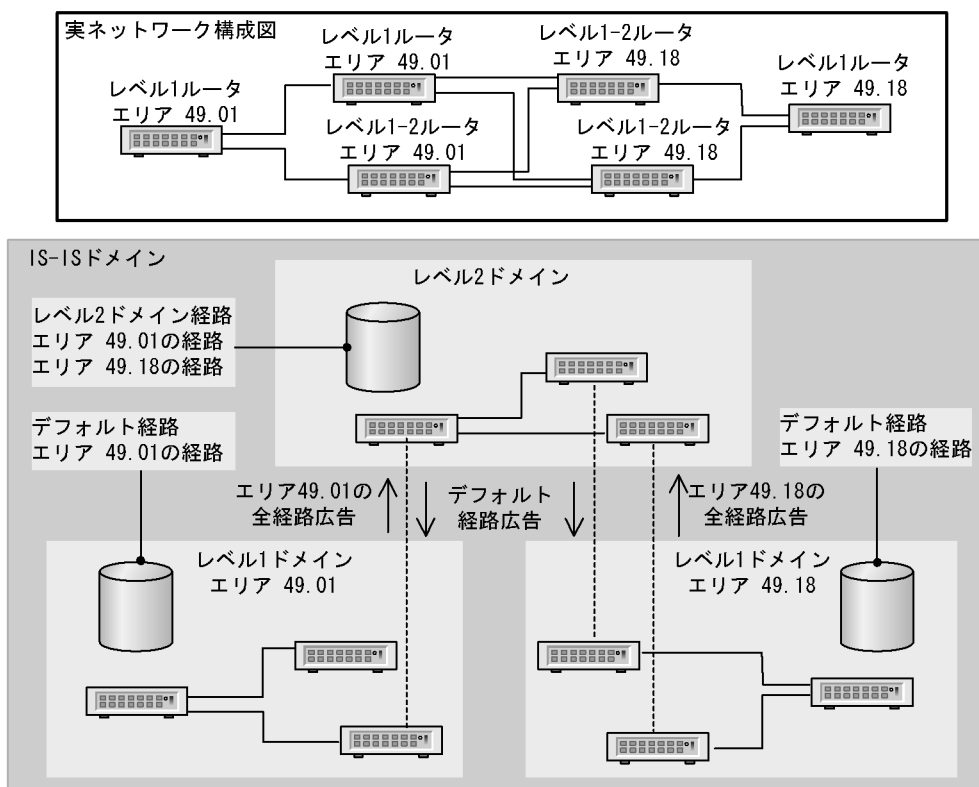 実ネットワーク構成図
レベル1ルータ
エリア 49.01
レベル1ルータ
エリア 49.01
レベル1-2ルータ
エリア 49.18
レベル1ルータ
エリア 49.18
レベル1-2ルータ
エリア 49.01
レベル1-2ルータ
エリア 49.18
IS-ISドメイン
レベル2ドメイン
レベル2ドメイン経路
エリア 49.01の経路
エリア 49.18の経路
デフォルト経路
エリア 49.01の経路
デフォルト経路
エリア 49.18の経路
エリア49.01の
全経路広告
デフォルト
経路広告
エリア49.18の
全経路広告
レベル1ドメイン
エリア 49.01
レベル1ドメイン
エリア 49.18